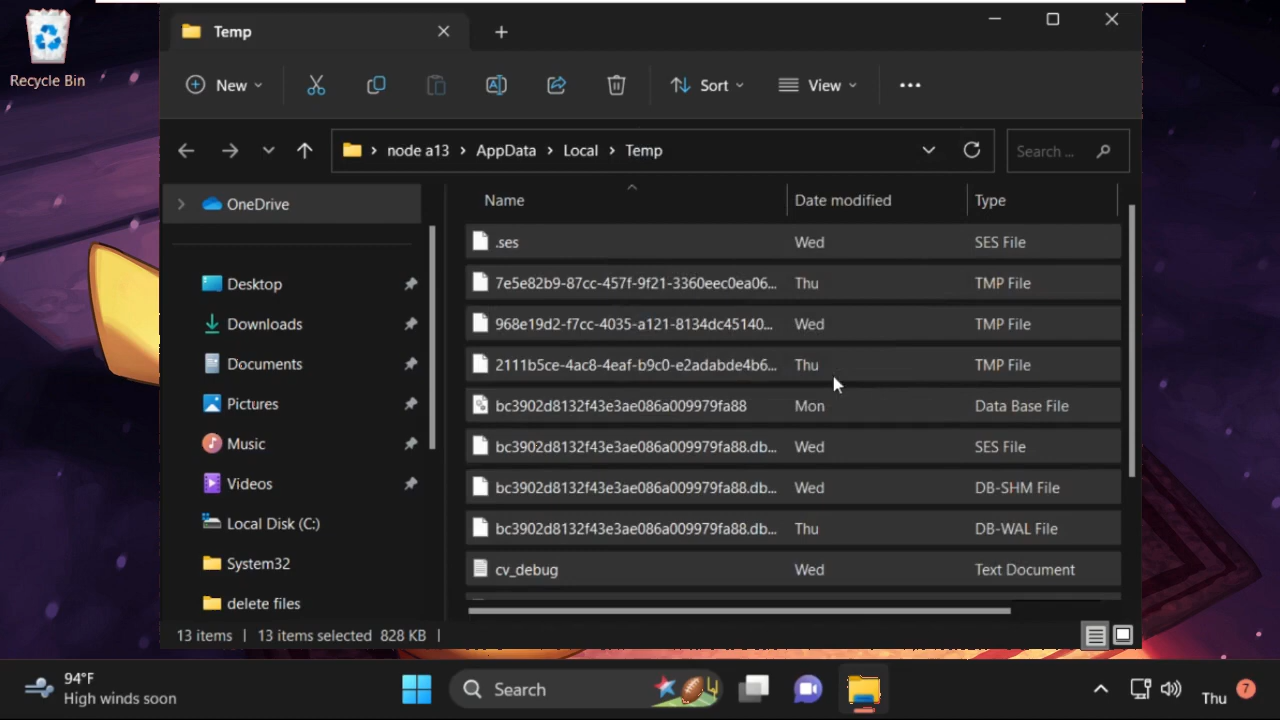 Recycle Bin
Temp
New
Sort
View
node a13 > AppData > Local > Temp
Search ...
OneDrive
Desktop
Downloads
Documents
Pictures
Music
Videos
Local Disk (C:)
System32
delete files
Name Date modified Type
.ses Wed SES File
7e5e82b9-87cc-457f-9f21-3360eec0ea06... Thu TMP File
968e19d2-f7cc-4035-a121-8134dc45140... Wed TMP File
2111b5ce-4ac8-4eaf-b9c0-e2adabde4b6... Thu TMP File
bc3902d8132f43e3ae086a009979fa88 Mon Data Base File
bc3902d8132f43e3ae086a009979fa88.db... Wed SES File
bc3902d8132f43e3ae086a009979fa88.db... Wed DB-SHM File
bc3902d8132f43e3ae086a009979fa88.db... Thu DB-WAL File
cv_debug Wed Text Document
13 items | 13 items selected 828 KB |
94°F
High winds soon
Search
Thu 7